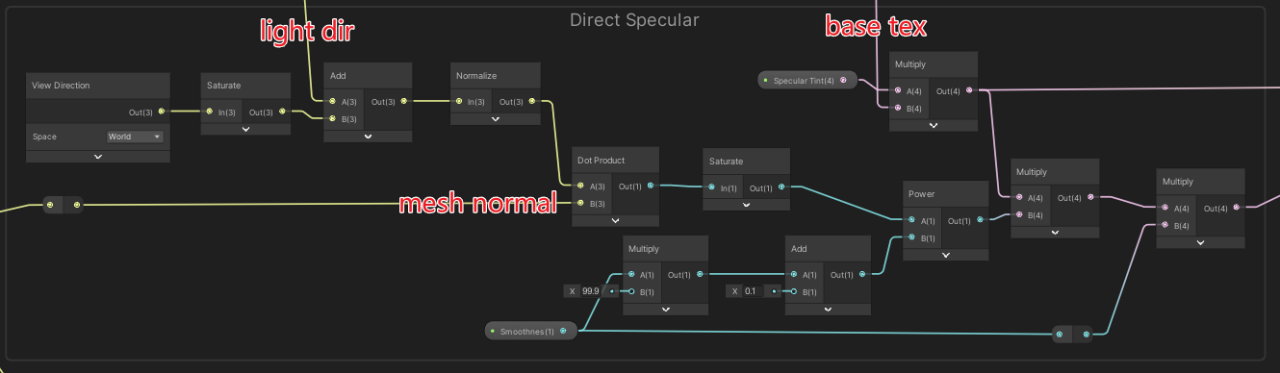 Direct Specular
light dir
base tex
View Direction
Out(3)
Space
World
Saturate
In(3) Out(3)
Add
A(3) Out(3)
B(3)
Normalize
In(3) Out(3)
mesh normal
Dot Product
A(3) Out(1)
B(3)
Saturate
In(1) Out(1)
Specular Tint(4)
Multiply
A(4) Out(4)
B(4)
Smoothnes(1)
Multiply
A(1) Out(1)
X 99.9
B(1)
Add
A(1) Out(1)
X 0.1
B(1)
Power
A(1) Out(1)
B(1)
Multiply
A(4) Out(4)
B(4)
Multiply
A(4) Out(4)
B(4)